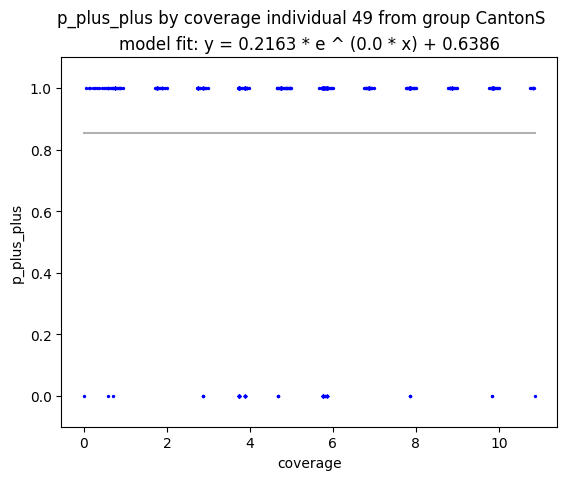 p_plus_plus by coverage individual 49 from group CantonS
model fit: y = 0.2163 * e ^ (0.0 * x) + 0.6386
1.0
0.8
0.6
0.4
0.2
0.0
p_plus_plus
0 2 4 6 8 10
coverage